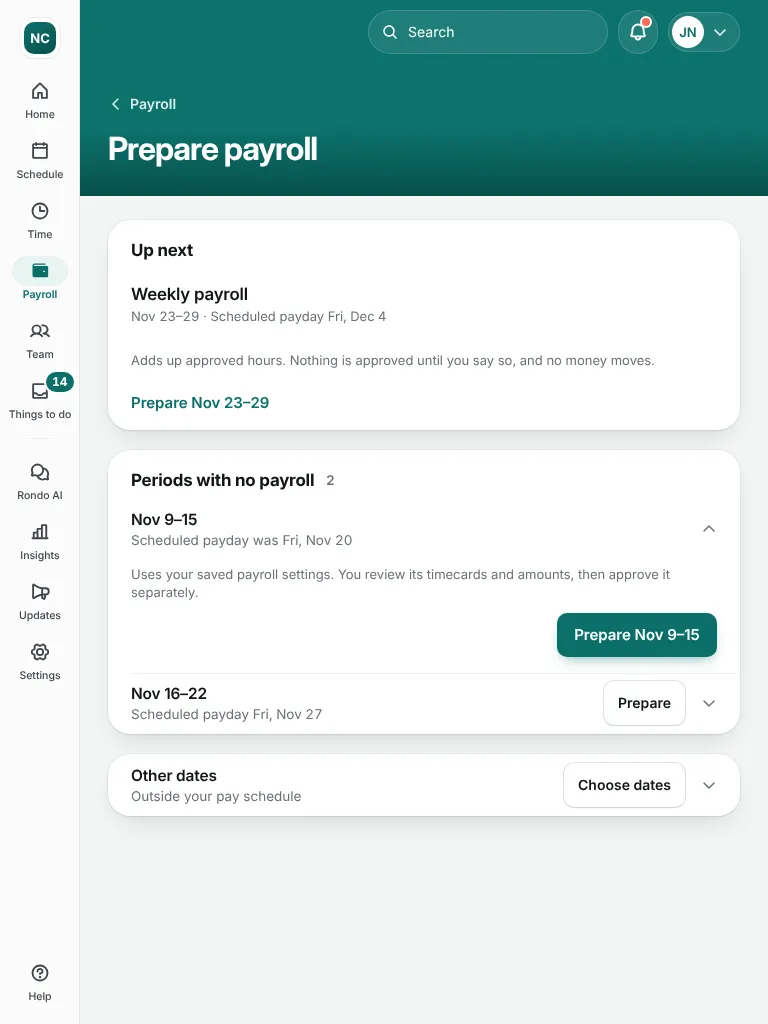 NC
Search
JN
Home
Schedule
Time
Payroll
Team
14
Things to do
Rondo AI
Insights
Updates
Settings
Help
Payroll
Prepare payroll
Up next
Weekly payroll
Nov 23–29 · Scheduled payday Fri, Dec 4
Adds up approved hours. Nothing is approved until you say so, and no money moves.
Prepare Nov 23–29
Periods with no payroll 2
Nov 9–15
Scheduled payday was Fri, Nov 20
Uses your saved payroll settings. You review its timecards and amounts, then approve it
separately.
Prepare Nov 9–15
Nov 16–22
Scheduled payday Fri, Nov 27
Prepare
Other dates
Outside your pay schedule
Choose dates